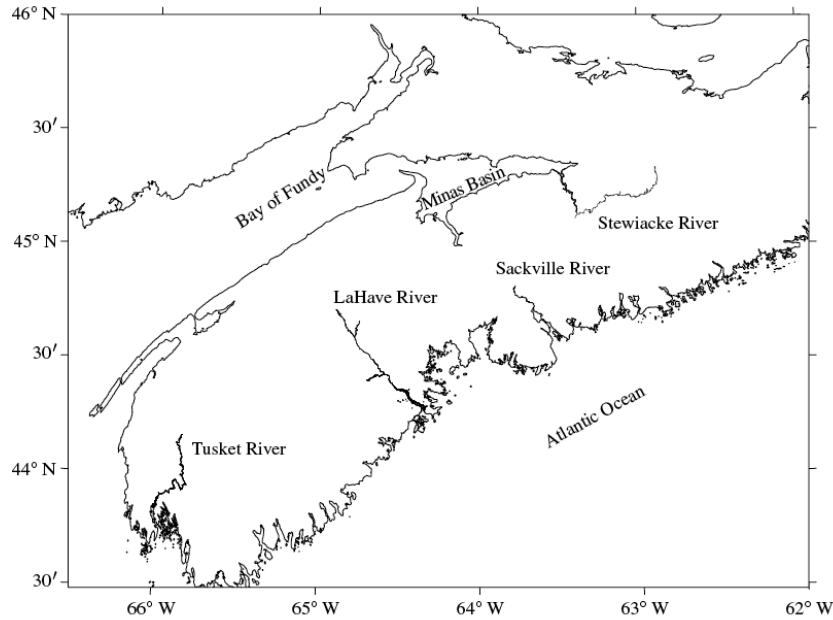 46° N
30′
Bay of Fundy
Minas Basin
Stewiacke River
45° N
Sackville River
LaHave River
30′
Atlantic Ocean
Tusket River
44° N
30′
66° W
65° W
64° W
63° W
62° W